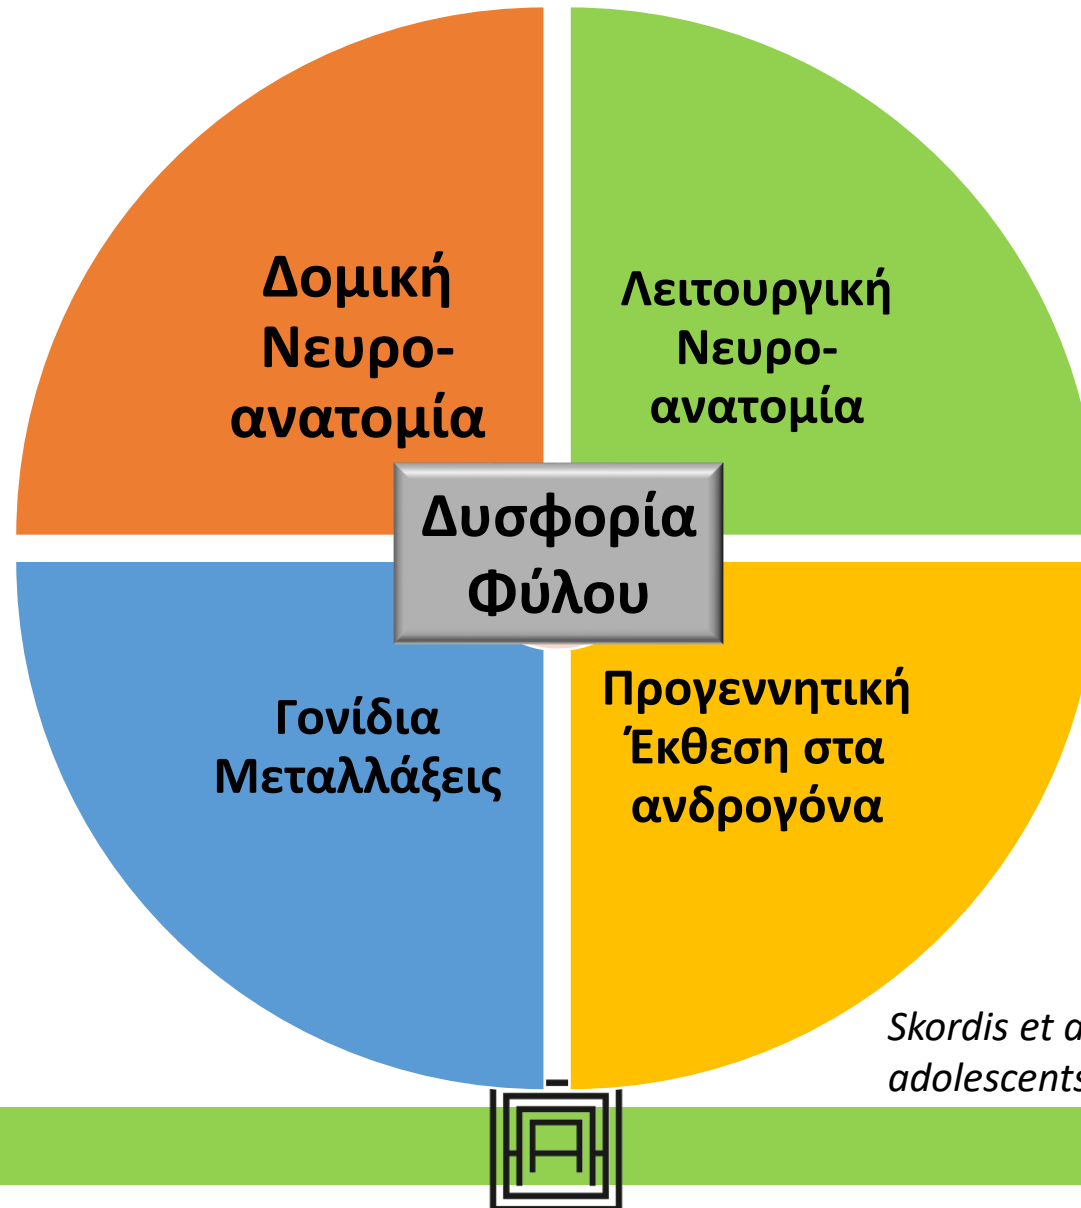 Δομική
Νευρο-
ανατομία
Λειτουργική
Νευρο-
ανατομία
Δυσφορία
Φύλου
Γονίδια
Μεταλλάξεις
Προγεννητική
Έκθεση στα
ανδρογόνα
Skordis et
adolescents